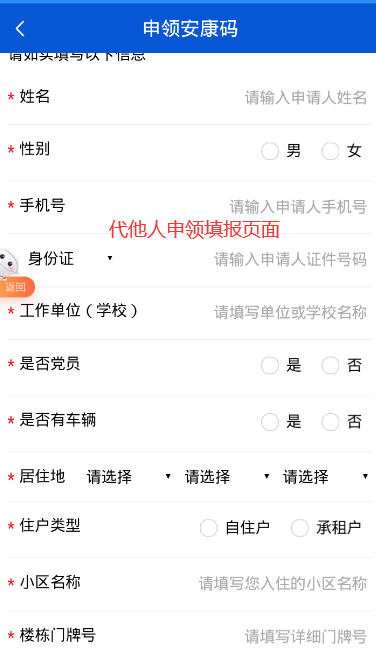 申领安康码
请如实填写以下信息
* 姓名 请输入申请人姓名
* 性别 男 女
* 手机号 请输入申请人手机号
代他人申领填报页面
身份证 请输入申请人证件号码
返回
* 工作单位（学校） 请填写单位或学校名称
* 是否党员 是 否
* 是否有车辆 是 否
* 居住地 请选择 请选择 请选择
* 住户类型 自住户 承租户
* 小区名称 请填写您入住的小区名称
* 楼栋门牌号 请填写详细门牌号